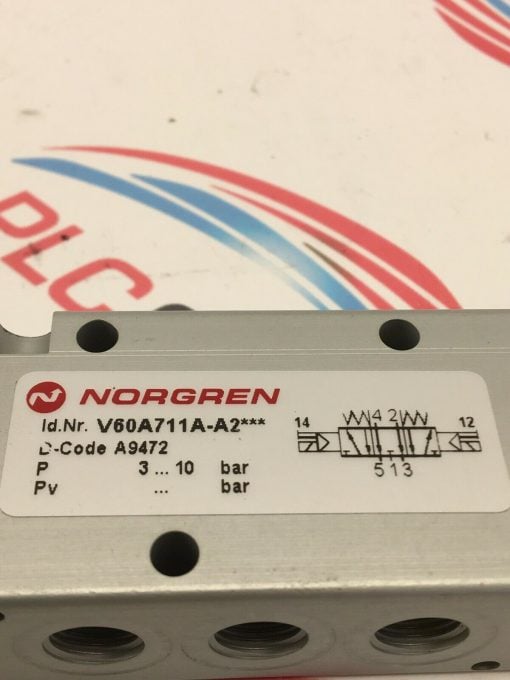 PLC
NORGREN
Id.Nr. V60A711A-A2***
D-Code A9472
P 3 ... 10 bar
Pv ... bar
14 4 2 12
5 1 3